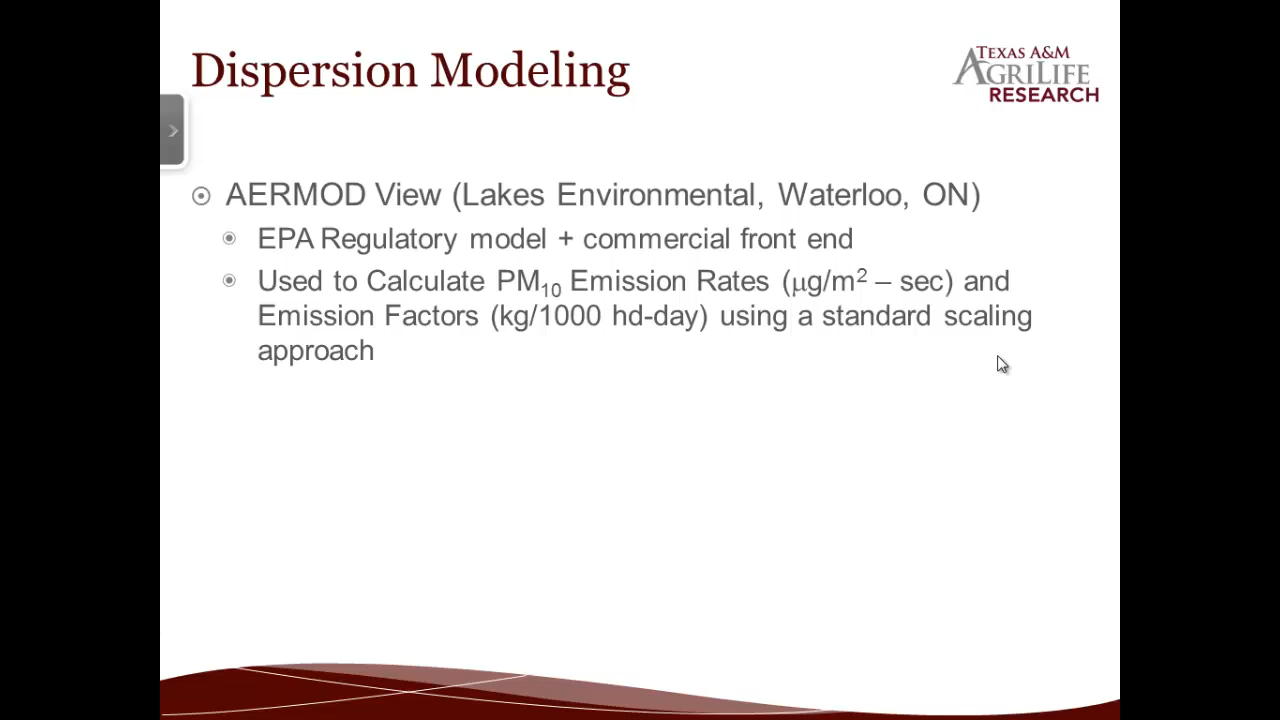 Dispersion Modeling
TEXAS A&M
AGRILIFE
RESEARCH
AERMOD View (Lakes Environmental, Waterloo, ON)
EPA Regulatory model + commercial front end
Used to Calculate PM₁₀ Emission Rates (μg/m² – sec) and
Emission Factors (kg/1000 hd-day) using a standard scaling
approach